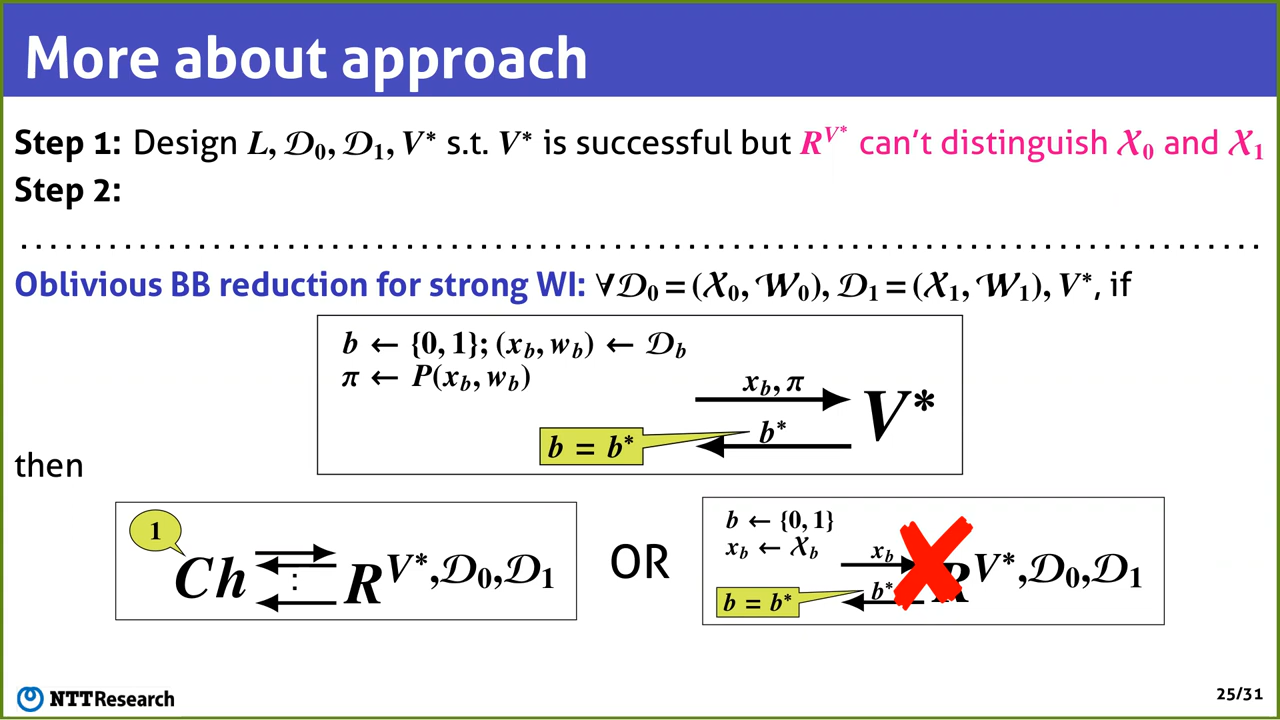 More about approach
Step 1: Design L, 𝒟₀, 𝒟₁, V* s.t. V* is successful but R^{V*} can't distinguish 𝒳₀ and 𝒳₁
Step 2:
Oblivious BB reduction for strong WI: ∀𝒟₀ = (𝒳₀, 𝒲₀), 𝒟₁ = (𝒳₁, 𝒲₁), V*, if
b ← {0, 1}; (x_b, w_b) ← 𝒟_b
π ← P(x_b, w_b)
x_b, π
V*
b*
b = b*
then
1
Ch
⋮
R^{V*,𝒟₀,𝒟₁}
OR
b ← {0, 1}
x_b ← 𝒳_b
x_b
b*
b = b*
R^{V*,𝒟₀,𝒟₁}
NTTResearch
25/31